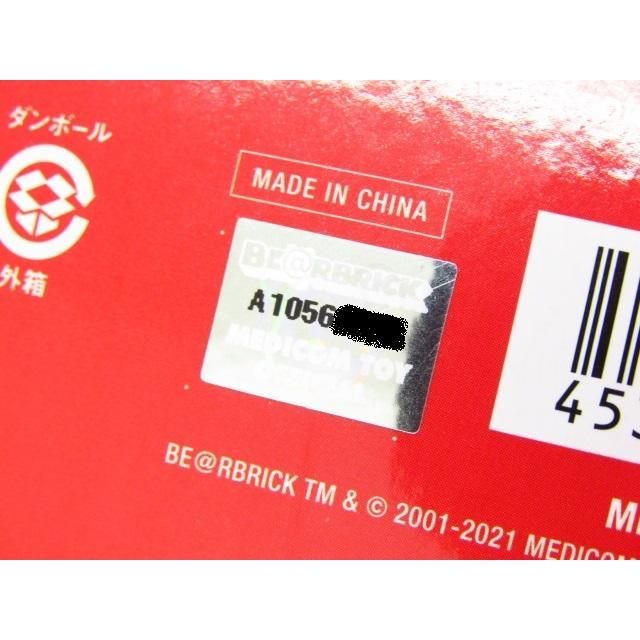 ダンボール
外箱
MADE IN CHINA
BE@RBRICK
A1056
MEDICOM TOY
BE@RBRICK TM & © 2001-2021 MEDICOM